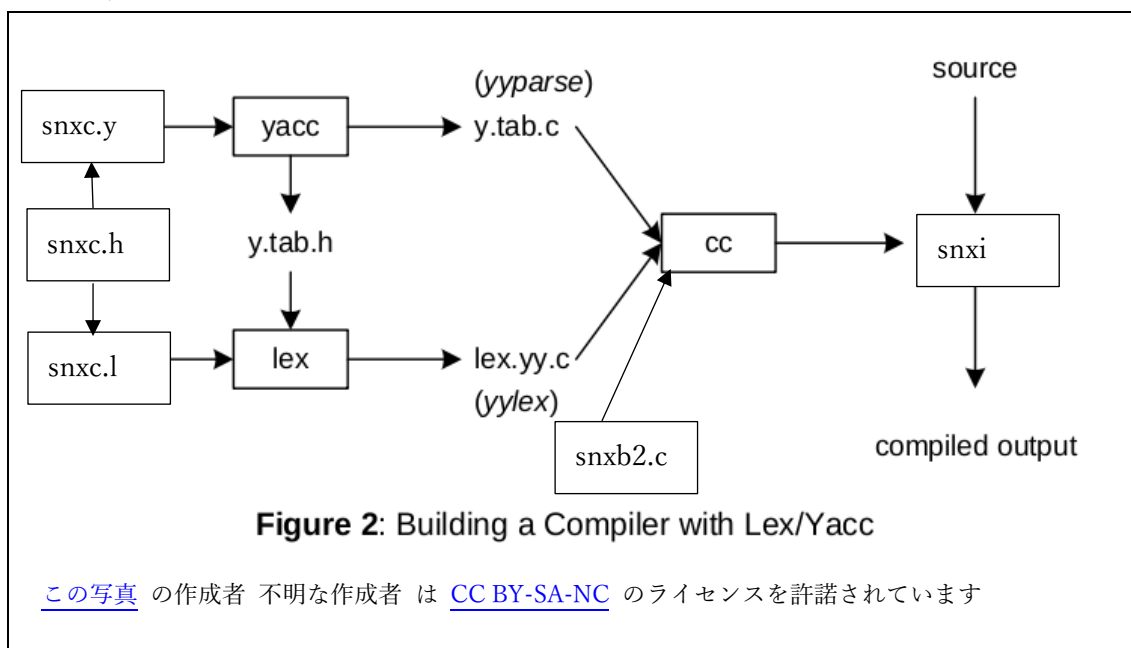 source
(yyparse)
snxc.y
yacc
y.tab.c
snxc.h
y.tab.h
cc
snxi
snxc.l
lex
lex.yy.c
(yylex)
snxb2.c
compiled output
Figure 2: Building a Compiler with Lex/Yacc
この写真 の作成者 不明な作成者 は CC BY-SA-NC のライセンスを許諾されています